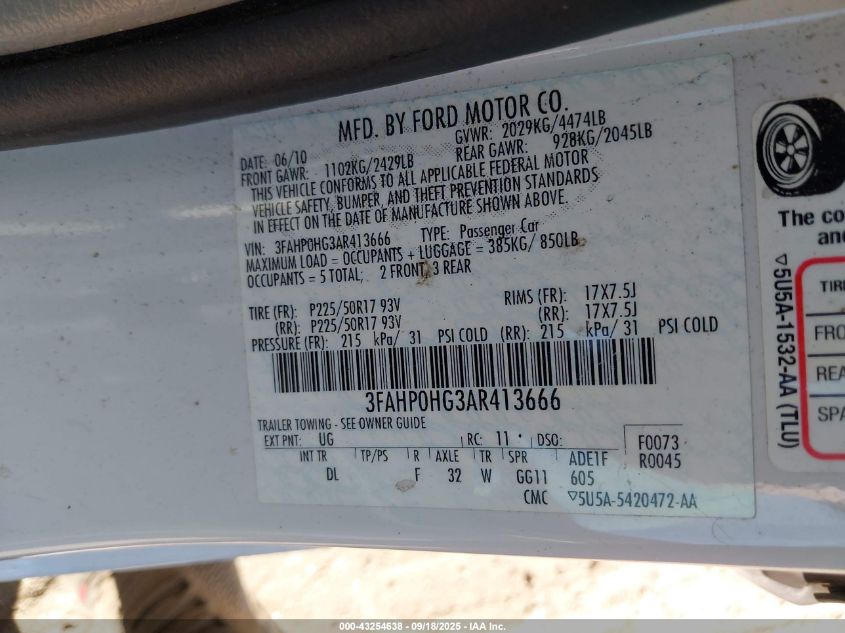 MFD. BY FORD MOTOR CO.
DATE: 06/10 GVWR: 2029KG/4474LB
FRONT GAWR: 1102KG/2429LB REAR GAWR: 928KG/2045LB
THIS VEHICLE CONFORMS TO ALL APPLICABLE FEDERAL MOTOR
VEHICLE SAFETY, BUMPER, AND THEFT PREVENTION STANDARDS
IN EFFECT ON THE DATE OF MANUFACTURE SHOWN ABOVE.
VIN: 3FAHP0HG3AR413666 TYPE: Passenger Car
MAXIMUM LOAD = OCCUPANTS + LUGGAGE = 385KG/ 850LB
OCCUPANTS = 5 TOTAL, 2 FRONT, 3 REAR
TIRE (FR): P225/50R17 93V RIMS (FR): 17X7.5J
(RR): P225/50R17 93V (RR): 17X7.5J
PRESSURE (FR): 215 kPa/ 31 PSI COLD (RR): 215 kPa/ 31 PSI COLD
3FAHP0HG3AR413666
TRAILER TOWING - SEE OWNER GUIDE
EXT PNT: UG RC: 11 DSO: F0073
INT TR TP/PS R AXLE TR SPR ADE1F R0045
DL F 32 W GG11 605
CMC ▽5U5A-5420472-AA
The co
and
▽5U5A-1532-AA (TLU)
TIRE
FRO
REA
SPA
000-43254638 - 09/18/2025 - IAA Inc.